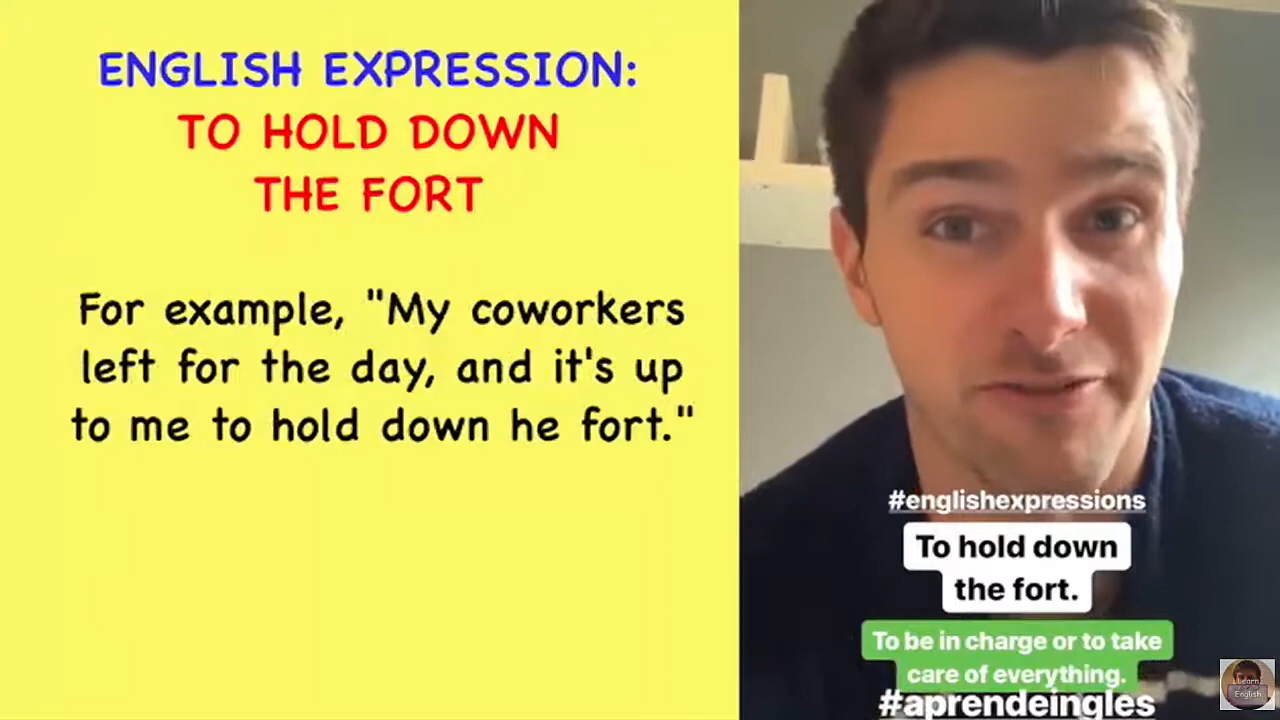 ENGLISH EXPRESSION:
TO HOLD DOWN
THE FORT
For example, "My coworkers
left for the day, and it's up
to me to hold down he fort."
#englishexpressions
To hold down
the fort.
To be in charge or to take
care of everything.
#aprendeingles
Learn
English